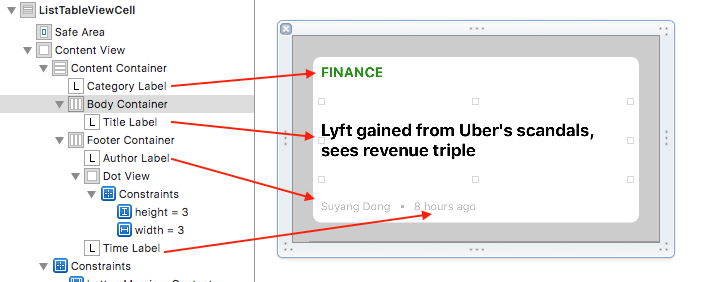 ListTableViewCell
Safe Area
Content View
Content Container
L Category Label
Body Container
L Title Label
Footer Container
L Author Label
Dot View
Constraints
height = 3
width = 3
L Time Label
Constraints
FINANCE
Lyft gained from Uber's scandals,
sees revenue triple
Suyang Dong • 8 hours ago